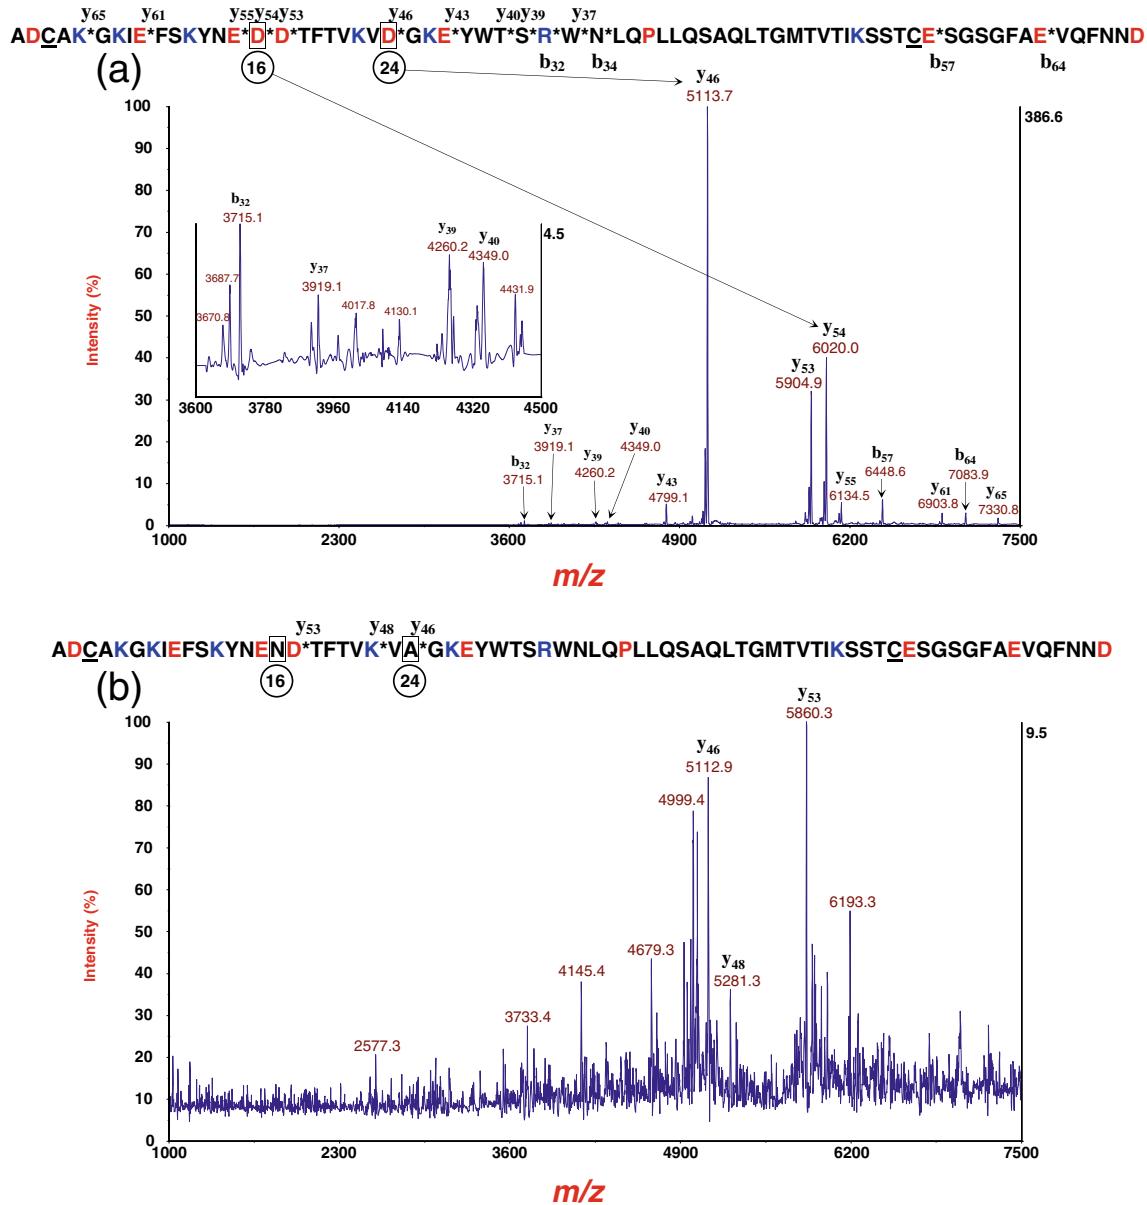 y65 y61 y55 y54 y53 y46 y43 y40 y39 y37
ADCAK*GKIE*FSKYNE*D*D*TFTVKVD*GKE*YWT*S*R*W*N*LQPLLQSAQLTGMTVTIKSSTCE*SGSGFAE*VQFNND
16 24 b32 b34 b57 b64
(a)
y46
5113.7
386.6
100
90
80
70
60
50
40
30
20
10
0
Intensity (%)
b32
3715.1
4.5
3687.7
3670.8
y37
3919.1
4017.8
4130.1
y39
4260.2
y40
4349.0
4431.9
3600 3780 3960 4140 4320 4500
y54
6020.0
y53
5904.9
b32
3715.1
y37
3919.1
y39
4260.2
y40
4349.0
y43
4799.1
y55
6134.5
b57
6448.6
y61
6903.8
b64
7083.9
y65
7330.8
1000 2300 3600 4900 6200 7500
m/z
y53 y48 y46
ADCAKGKIEFSKYNEND*TFTVK*VA*GKEYWTSRWNLQPLLQSAQLTGMTVTIKSSTCESGSGFAEVQFNND
16 24
(b)
y53
5860.3
9.5
100
90
80
70
60
50
40
30
20
10
0
Intensity (%)
y46
5112.9
4999.4
6193.3
4679.3
y48
5281.3
4145.4
3733.4
2577.3
1000 2300 3600 4900 6200 7500
m/z